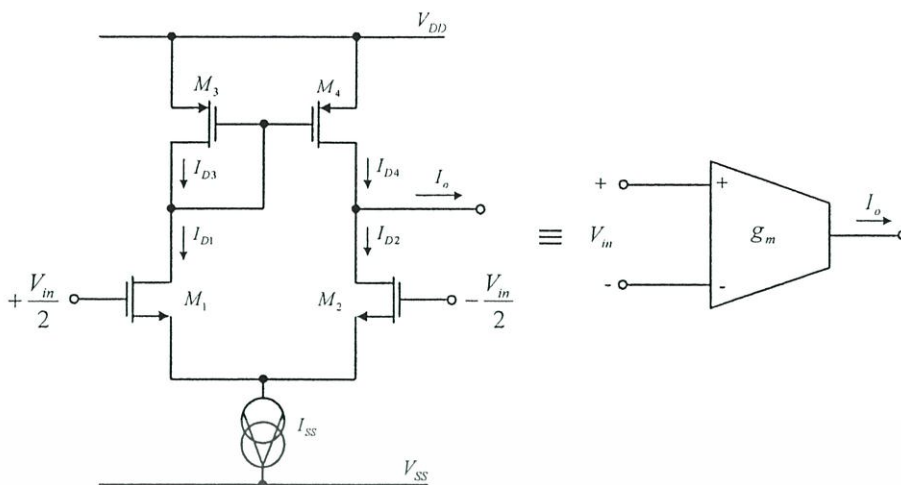 V_DD
M_3
M_4
I_D3
I_D4
I_o
I_D1
I_D2
+V_in/2
M_1
M_2
-V_in/2
I_SS
V_SS
≡
+
V_in
-
+
-
g_m
I_o